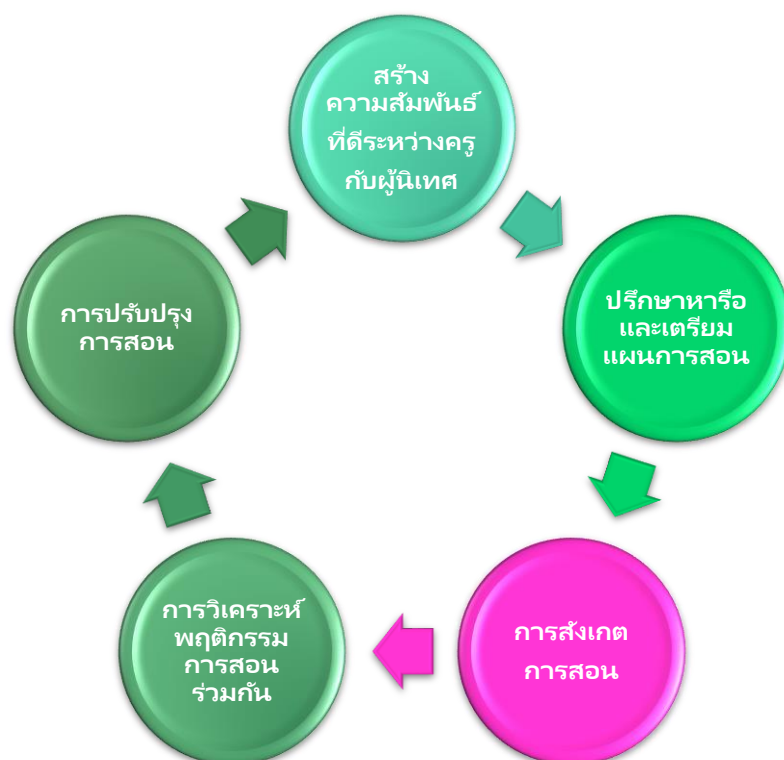 สร้าง
ความสัมพันธ์
ที่ดีระหว่างครู
กับผู้นิเทศ
ปรึกษาหารือ
และเตรียม
แผนการสอน
การสังเกต
การสอน
การวิเคราะห์
พฤติกรรม
การสอน
ร่วมกัน
การปรับปรุง
การสอน